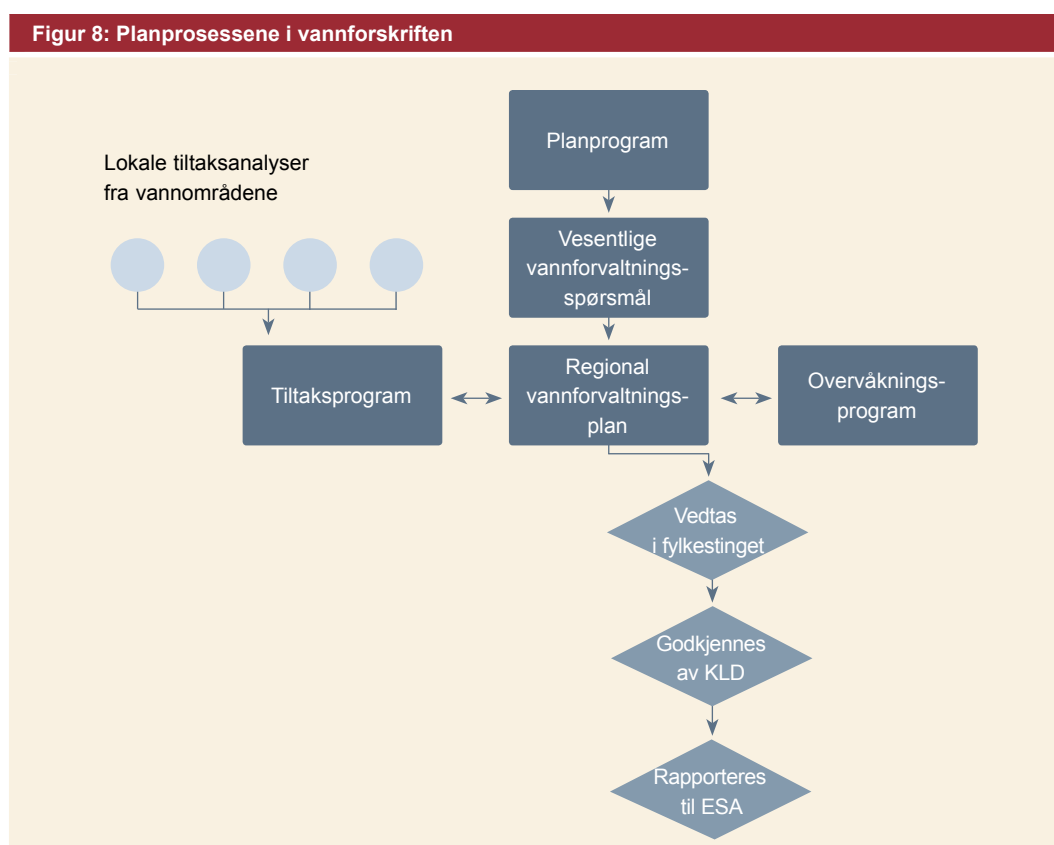 Figur 8: Planprosessene i vannforskriften
Planprogram
Lokale tiltaksanalyser
fra vannområdene
Vesentlige
vannforvaltnings-
spørsmål
Tiltaksprogram
Regional
vannforvaltnings-
plan
Overvåknings-
program
Vedtas
i fylkestinget
Godkjennes
av KLD
Rapporteres
til ESA